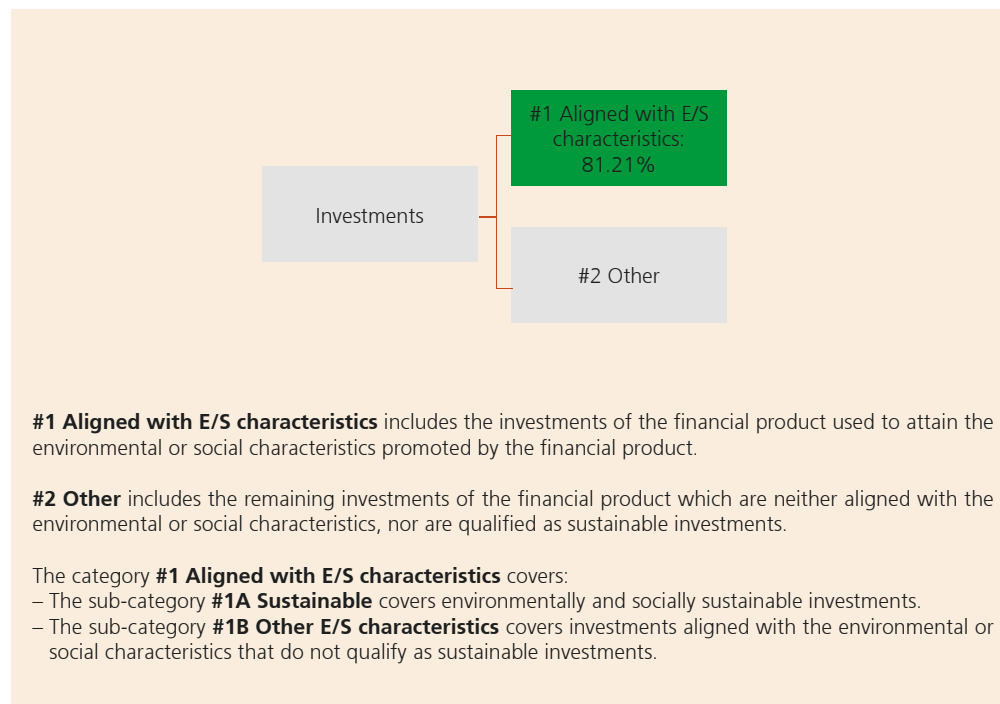 #1 Aligned with E/S
characteristics:
81.21%
Investments
#2 Other
#1 Aligned with E/S characteristics includes the investments of the financial product used to attain the
environmental or social characteristics promoted by the financial product.
#2 Other includes the remaining investments of the financial product which are neither aligned with the
environmental or social characteristics, nor are qualified as sustainable investments.
The category #1 Aligned with E/S characteristics covers:
– The sub-category #1A Sustainable covers environmentally and socially sustainable investments.
– The sub-category #1B Other E/S characteristics covers investments aligned with the environmental or
social characteristics that do not qualify as sustainable investments.